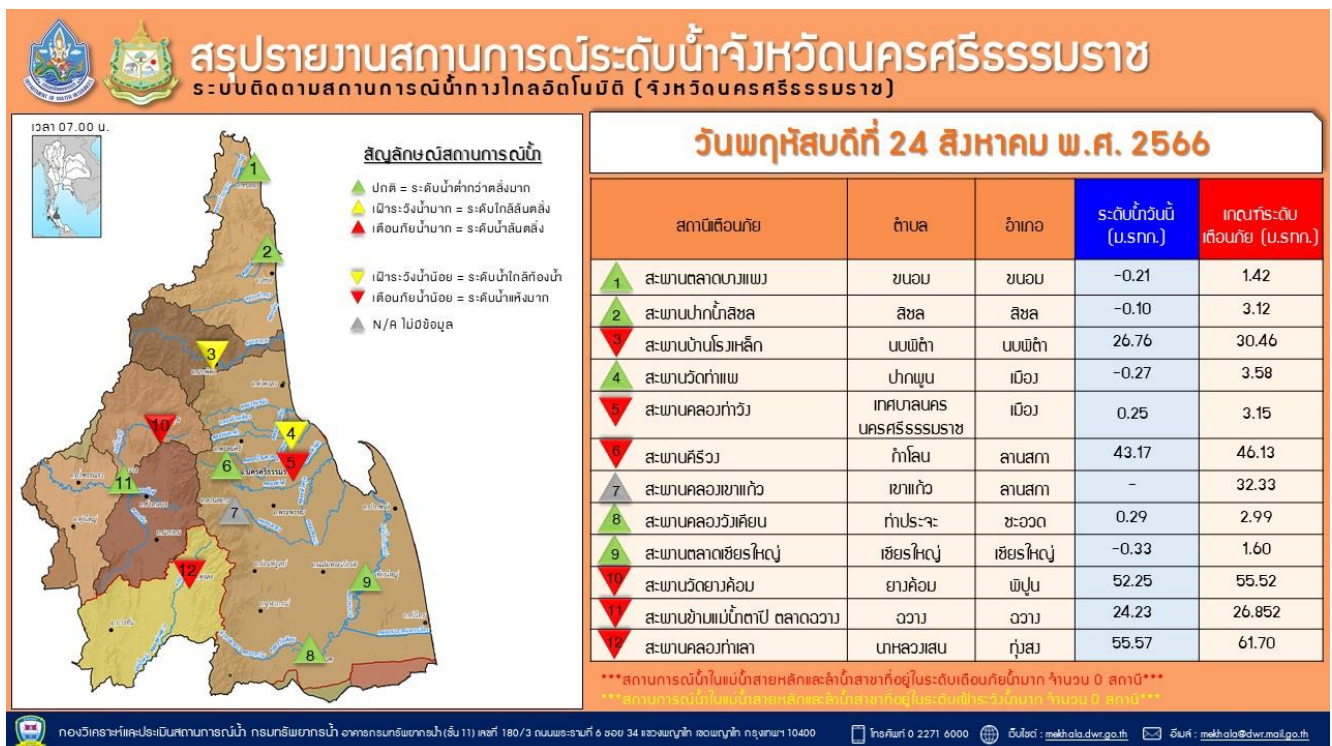 สรุปรายงานสถานการณ์ระดับน้ำจังหวัดนครศรีธรรมราช
ระบบติดตามสถานการณ์น้ำทางไกลอัตโนมัติ (จังหวัดนครศรีธรรมราช)
เวลา 07.00 น.
สัญลักษณ์สถานการณ์น้ำ
ปกติ = ระดับน้ำต่ำกว่าตลิ่งมาก
เฝ้าระวังน้ำมาก = ระดับใกล้ล้นตลิ่ง
เตือนภัยน้ำมาก = ระดับน้ำล้นตลิ่ง
เฝ้าระวังน้ำน้อย = ระดับน้ำใกล้ท้องน้ำ
เตือนภัยน้ำน้อย = ระดับน้ำแห้งมาก
N/A ไม่มีข้อมูล
1
2
3
10
4
6
5
11
7
12
9
8
วันพฤหัสบดีที่ 24 สิงหาคม พ.ศ. 2566
สถานีเตือนภัย ตำบล อำเภอ ระดับน้ำวันนี้ (ม.รทก.) เกณฑ์ระดับเตือนภัย (ม.รทก.)
1 สะพานตลาดบางแพง ขนอม ขนอม -0.21 1.42
2 สะพานปากน้ำสิชล สิชล สิชล -0.10 3.12
3 สะพานบ้านโรงเหล็ก นบพิตำ นบพิตำ 26.76 30.46
4 สะพานวัดท่าแพ ปากพูน เมือง -0.27 3.58
5 สะพานคลองท่าวัง เทศบาลนครนครศรีธรรมราช เมือง 0.25 3.15
6 สะพานคีรีวง กำโลน ลานสกา 43.17 46.13
7 สะพานคลองเขาแก้ว เขาแก้ว ลานสกา - 32.33
8 สะพานคลองวังเคียน ท่าประจะ ชะอวด 0.29 2.99
9 สะพานตลาดเชียรใหญ่ เชียรใหญ่ เชียรใหญ่ -0.33 1.60
10 สะพานวัดยางค้อม ยางค้อม พิปูน 52.25 55.52
11 สะพานข้ามแม่น้ำตาปี ตลาดฉวาง ฉวาง ฉวาง 24.23 26.852
12 สะพานคลองท่าเลา นาหลวงเสน ทุ่งสง 55.57 61.70
***สถานการณ์น้ำในแม่น้ำสายหลักและลำน้ำสาขาที่อยู่ในระดับเตือนภัยน้ำมาก จำนวน 0 สถานี***
***สถานการณ์น้ำในแม่น้ำสายหลักและลำน้ำสาขาที่อยู่ในระดับเฝ้าระวังน้ำมาก จำนวน 0 สถานี***
กองวิเคราะห์และประเมินสถานการณ์น้ำ กรมทรัพยากรน้ำ อาคารกรมทรัพยากรน้ำ(ชั้น 11) เลขที่ 180/3 ถนนพระรามที่ 6 ซอย 34 แขวงพญาไท เขตพญาไท กรุงเทพฯ 10400 โทรศัพท์ 0 2271 6000 เว็บไซต์ : mekhala.dwr.go.th อีเมล์ : mekhala@dwr.mail.go.th